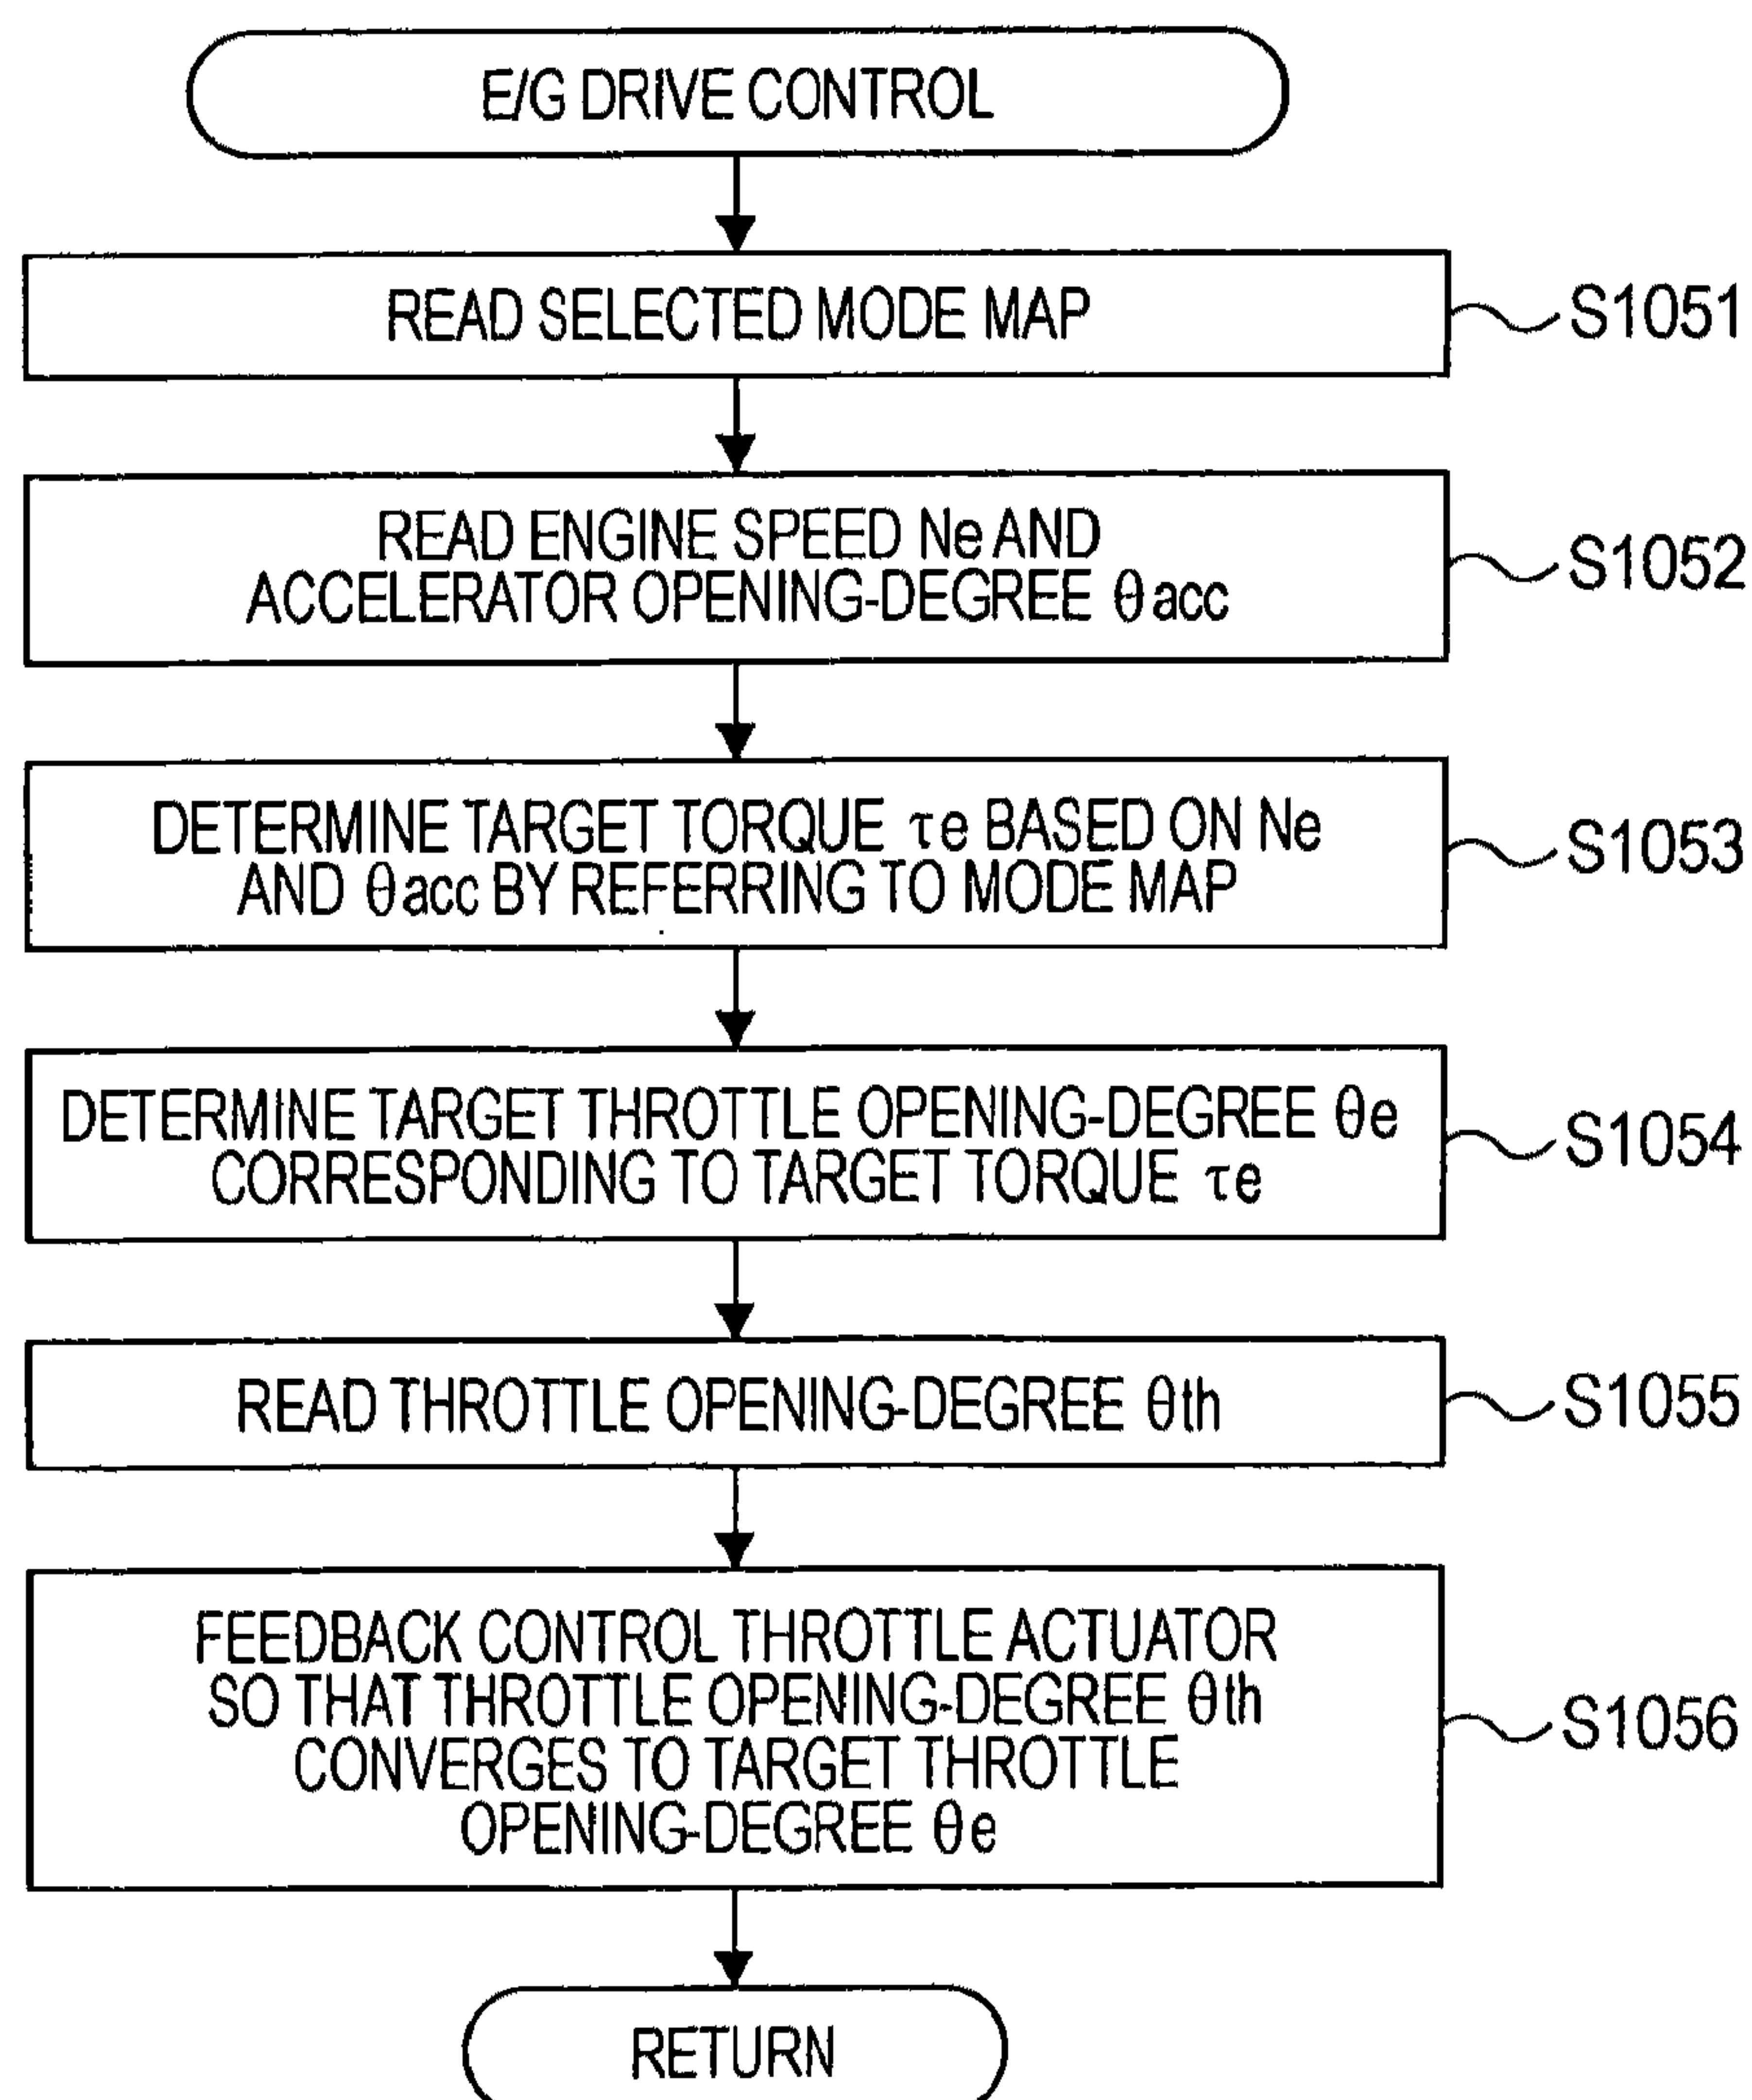 E/G DRIVE CONTROL
READ SELECTED MODE MAP
S1051
READ ENGINE SPEED Ne AND
ACCELERATOR OPENING-DEGREE θacc
S1052
DETERMINE TARGET TORQUE τe BASED ON Ne
AND θacc BY REFERRING TO MODE MAP
S1053
DETERMINE TARGET THROTTLE OPENING-DEGREE θe
CORRESPONDING TO TARGET TORQUE τe
S1054
READ THROTTLE OPENING-DEGREE θth
S1055
FEEDBACK CONTROL THROTTLE ACTUATOR
SO THAT THROTTLE OPENING-DEGREE θth
CONVERGES TO TARGET THROTTLE
OPENING-DEGREE θe
S1056
RETURN